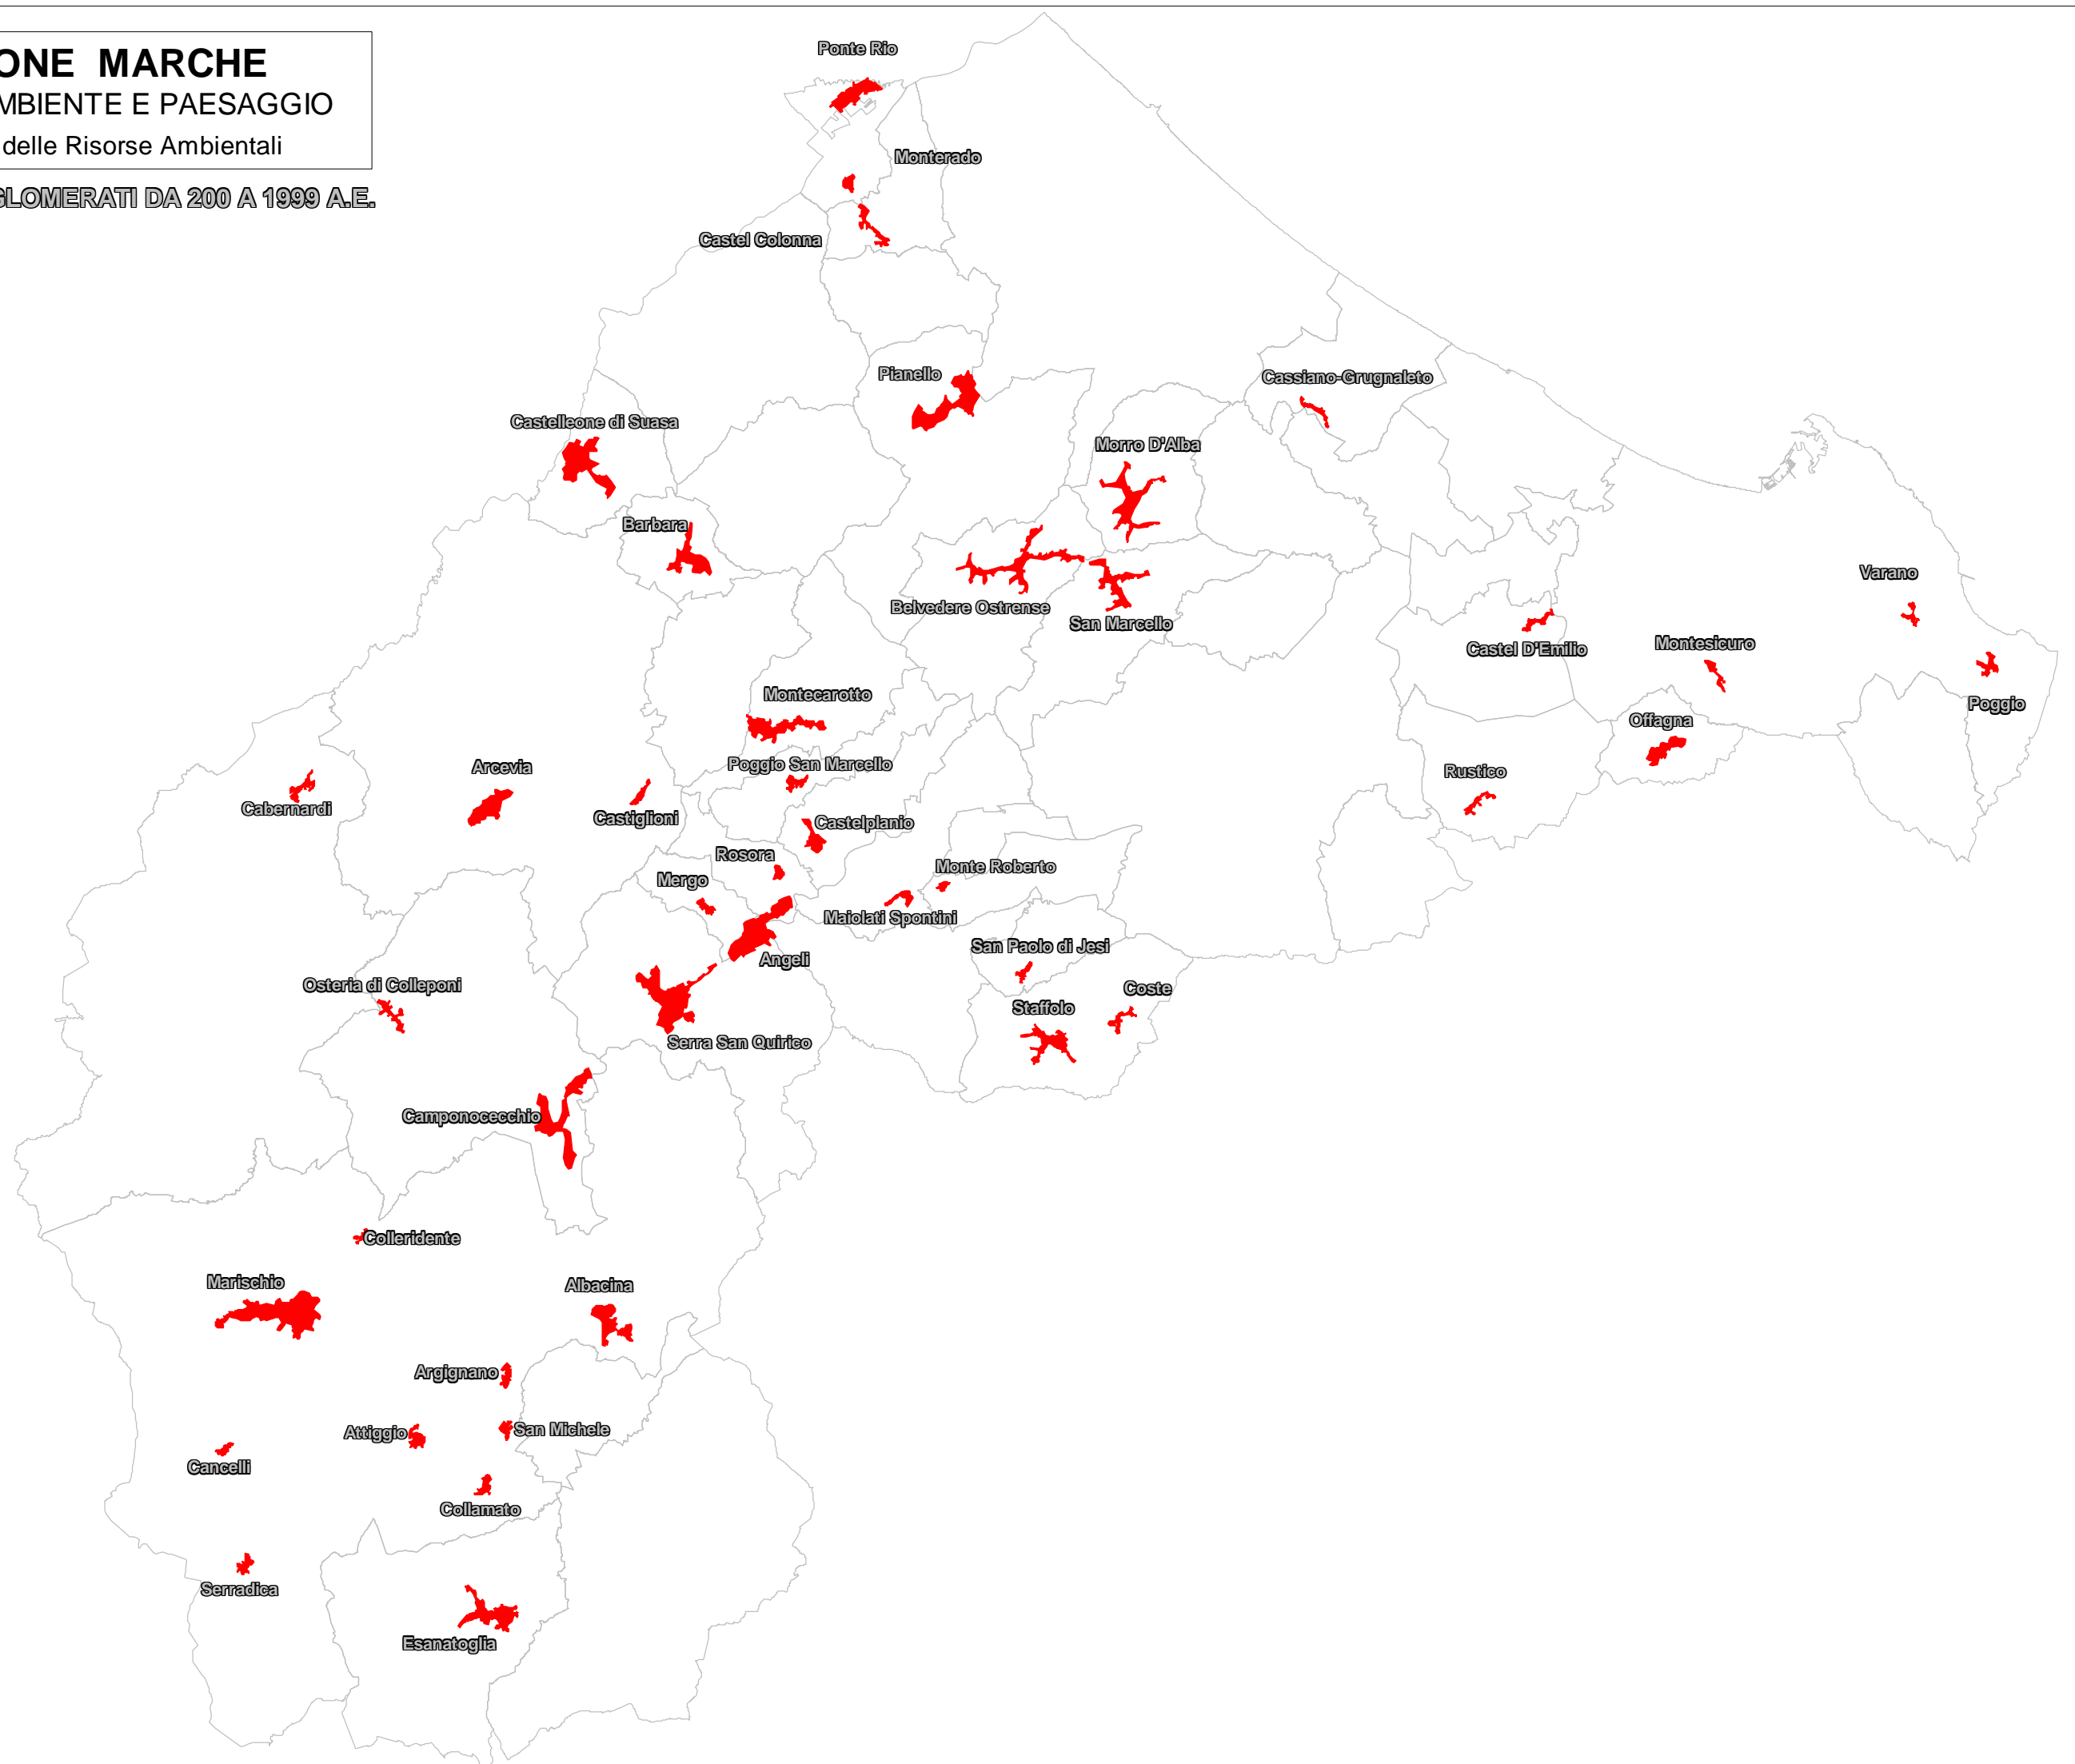 ONE MARCHE
MBIENTE E PAESAGGIO
delle Risorse Ambientali
GLOMERATI DA 200 A 1999 A.E.
Ponte Rio
Monterado
Castel Colonna
Pianello
Cassiano-Grugnaleto
Castelleone di Suasa
Morro D'Alba
Barbara
Varano
Belvedere Ostrense
San Marcello
Castel D'Emilio
Montesicuro
Montecarotto
Poggio
Offagna
Poggio San Marcello
Arcevia
Rustico
Cabernardi
Castiglioni
Castelplanio
Rosora
Monte Roberto
Mergo
Maiolati Spontini
San Paolo di Jesi
Angeli
Osteria di Colleponi
Coste
Staffolo
Serra San Quirico
Camponocecchio
Colleridente
Marischio
Albacina
Argignano
San Michele
Attiggio
Cancelli
Collamato
Serradica
Esanatoglia